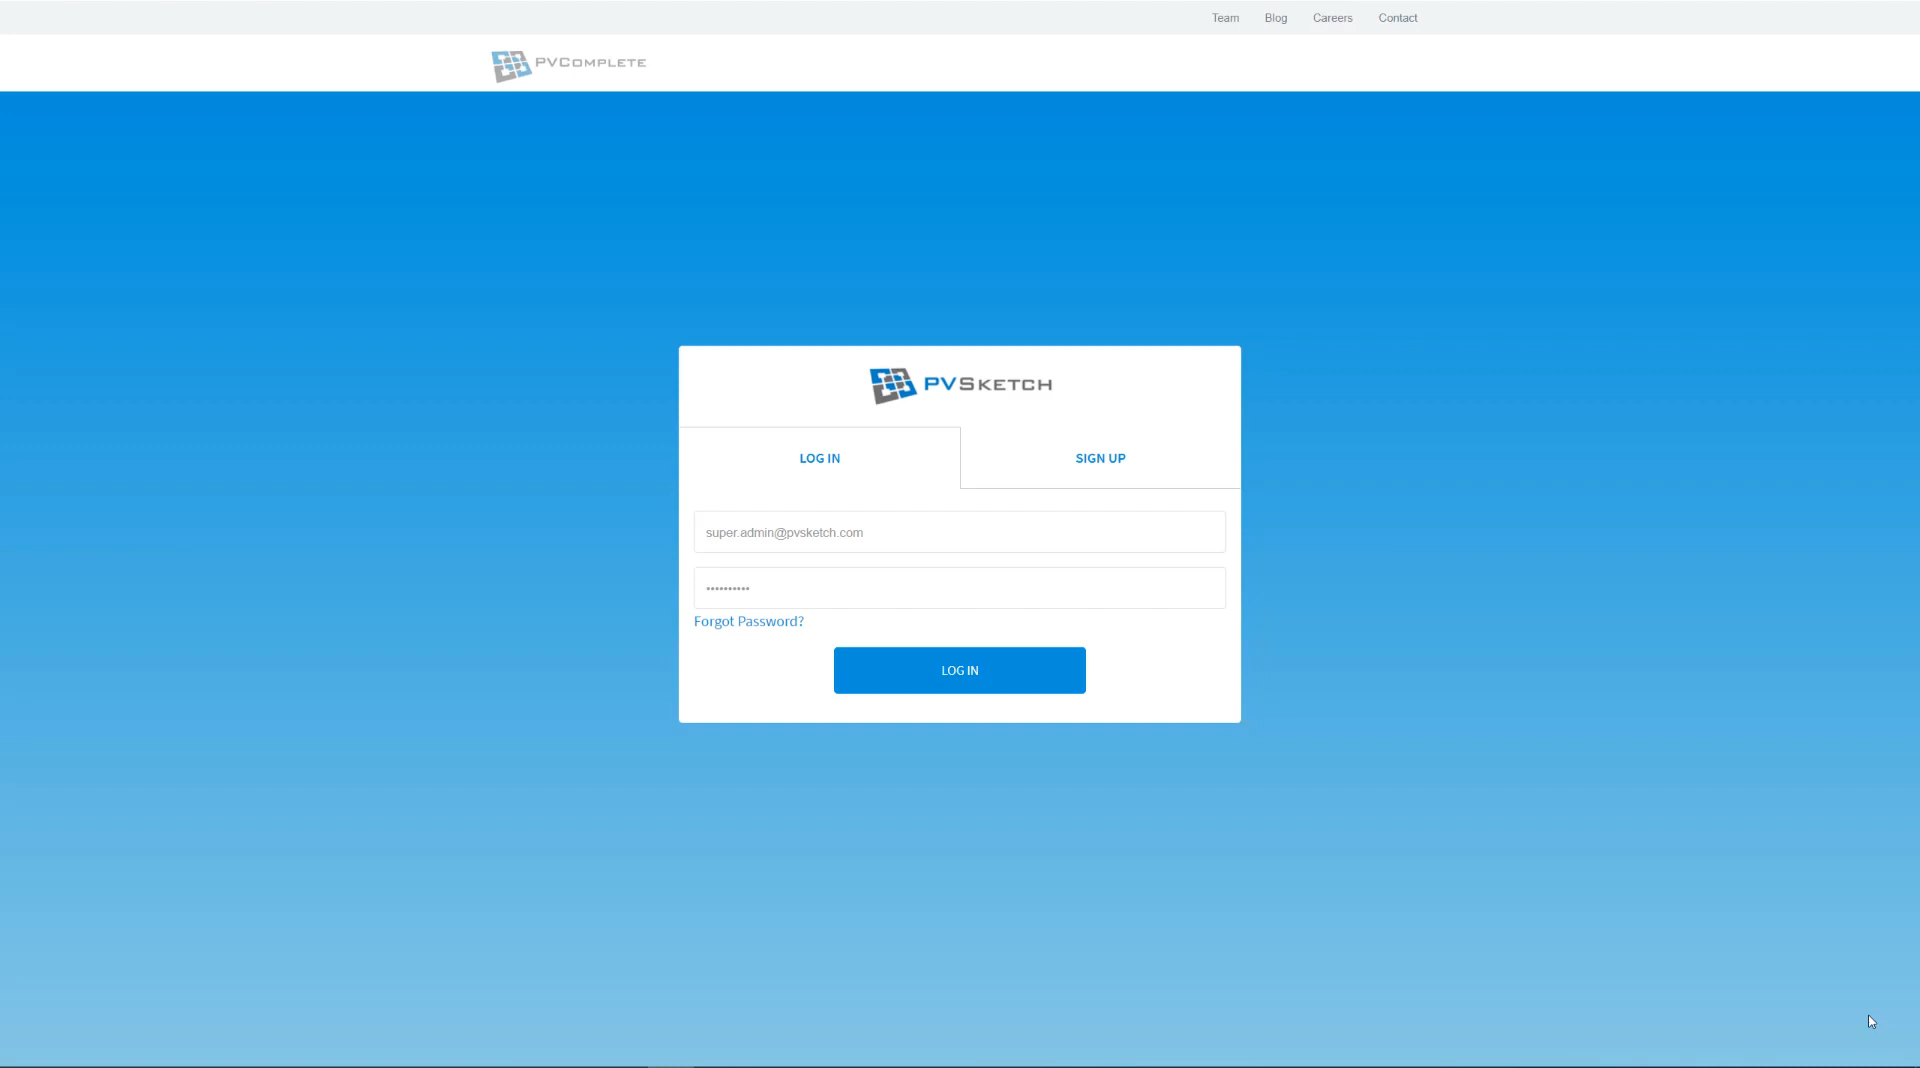 Team Blog Careers Contact
PVCOMPLETE
PVSKETCH
LOG IN SIGN UP
super.admin@pvsketch.com
••••••••••
Forgot Password?
LOG IN